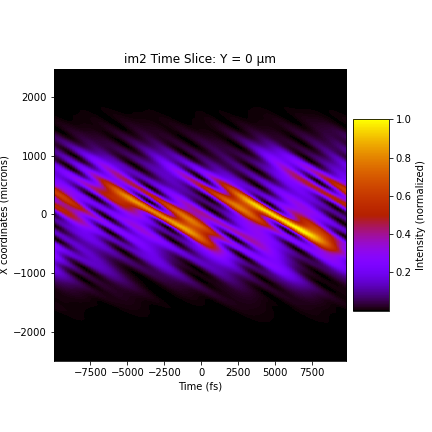 im2 Time Slice: Y = 0 μm
2000
1000
0
−1000
−2000
X coordinates (microns)
−7500 −5000 −2500 0 2500 5000 7500
Time (fs)
1.0
0.8
0.6
0.4
0.2
Intensity (normalized)